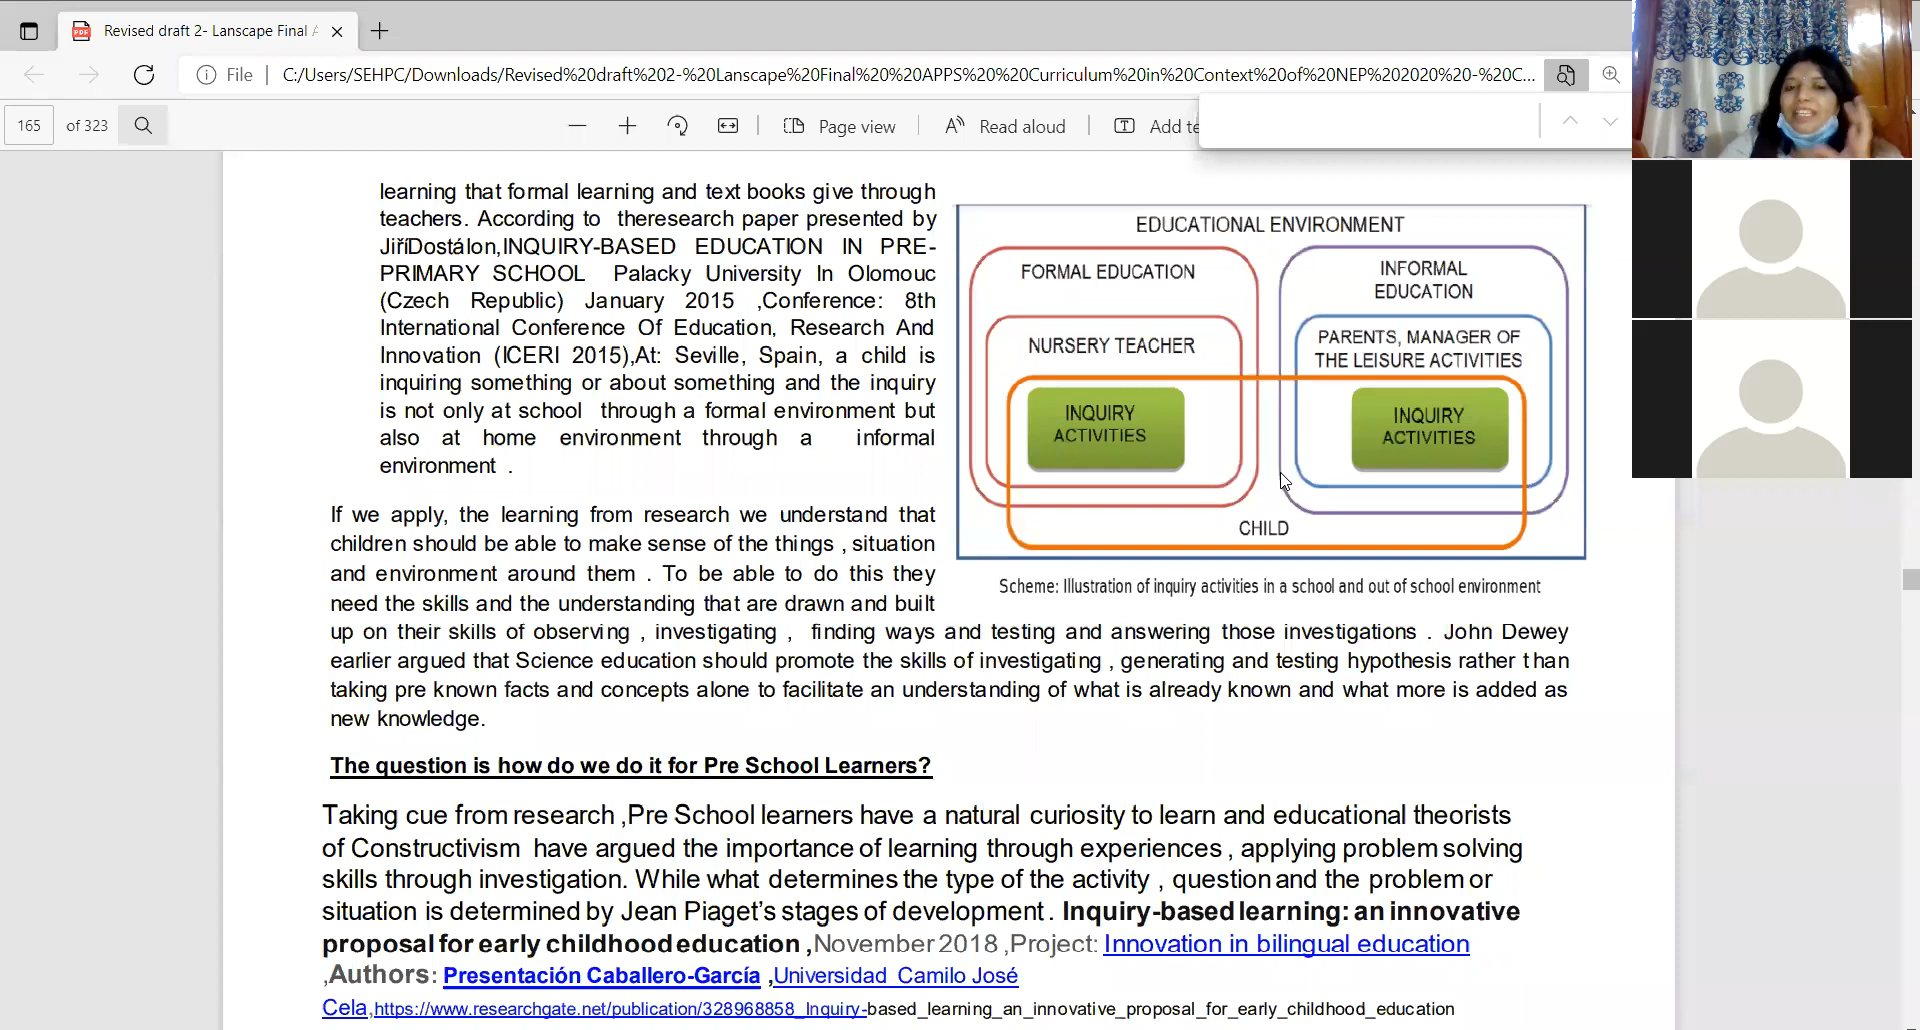 Revised draft 2- Lanscape Final A
File
C:/Users/SEHPC/Downloads/Revised%20draft%202-%20Lanscape%20Final%20%20APPS%20%20Curriculum%20in%20Context%20of%20NEP%202020%20-%20C...
165 of 323
Page view
Read aloud
Add te
learning that formal learning and text books give through
teachers. According to theresearch paper presented by
JiříDostálon,INQUIRY-BASED EDUCATION IN PRE-
PRIMARY SCHOOL Palacky University In Olomouc
(Czech Republic) January 2015 ,Conference: 8th
International Conference Of Education, Research And
Innovation (ICERI 2015),At: Seville, Spain, a child is
inquiring something or about something and the inquiry
is not only at school through a formal environment but
also at home environment through a informal
environment .
EDUCATIONAL ENVIRONMENT
FORMAL EDUCATION
NURSERY TEACHER
INQUIRY
ACTIVITIES
INFORMAL
EDUCATION
PARENTS, MANAGER OF
THE LEISURE ACTIVITIES
INQUIRY
ACTIVITIES
CHILD
Scheme: Illustration of inquiry activities in a school and out of school environment
If we apply, the learning from research we understand that
children should be able to make sense of the things , situation
and environment around them . To be able to do this they
need the skills and the understanding that are drawn and built
up on their skills of observing , investigating , finding ways and testing and answering those investigations . John Dewey
earlier argued that Science education should promote the skills of investigating , generating and testing hypothesis rather than
taking pre known facts and concepts alone to facilitate an understanding of what is already known and what more is added as
new knowledge.
The question is how do we do it for Pre School Learners?
Taking cue from research ,Pre School learners have a natural curiosity to learn and educational theorists
of Constructivism have argued the importance of learning through experiences , applying problem solving
skills through investigation. While what determines the type of the activity , question and the problem or
situation is determined by Jean Piaget’s stages of development . Inquiry-based learning: an innovative
proposal for early childhood education ,November 2018 ,Project: Innovation in bilingual education
,Authors: Presentación Caballero-García ,Universidad Camilo José
Cela,https://www.researchgate.net/publication/328968858_Inquiry-based_learning_an_innovative_proposal_for_early_childhood_education